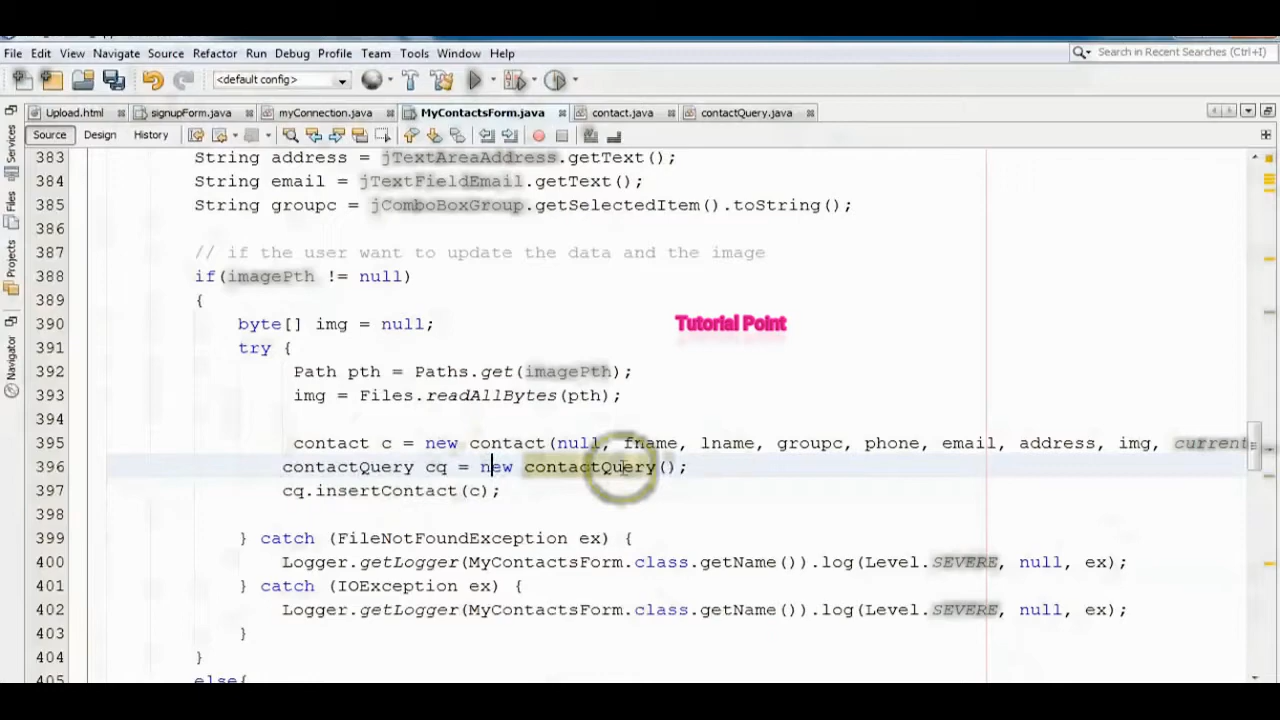 File Edit View Navigate Source Refactor Run Debug Profile Team Tools Window Help
Search in Recent Searches (Ctrl+I)
<default config>
Upload.html signupForm.java myConnection.java MyContactsForm.java contact.java contactQuery.java
Source Design History
Services
Files
Projects
Navigator
383 String address = jTextAreaAddress.getText();
384 String email = jTextFieldEmail.getText();
385 String groupc = jComboBoxGroup.getSelectedItem().toString();
386
387 // if the user want to update the data and the image
388 if(imagePth != null)
389 {
390 byte[] img = null;
Tutorial Point
391 try {
392 Path pth = Paths.get(imagePth);
393 img = Files.readAllBytes(pth);
394
395 contact c = new contact(null, fname, lname, groupc, phone, email, address, img, current
396 contactQuery cq = new contactQuery();
397 cq.insertContact(c);
398
399 } catch (FileNotFoundException ex) {
400 Logger.getLogger(MyContactsForm.class.getName()).log(Level.SEVERE, null, ex);
401 } catch (IOException ex) {
402 Logger.getLogger(MyContactsForm.class.getName()).log(Level.SEVERE, null, ex);
403 }
404 }
405 else{